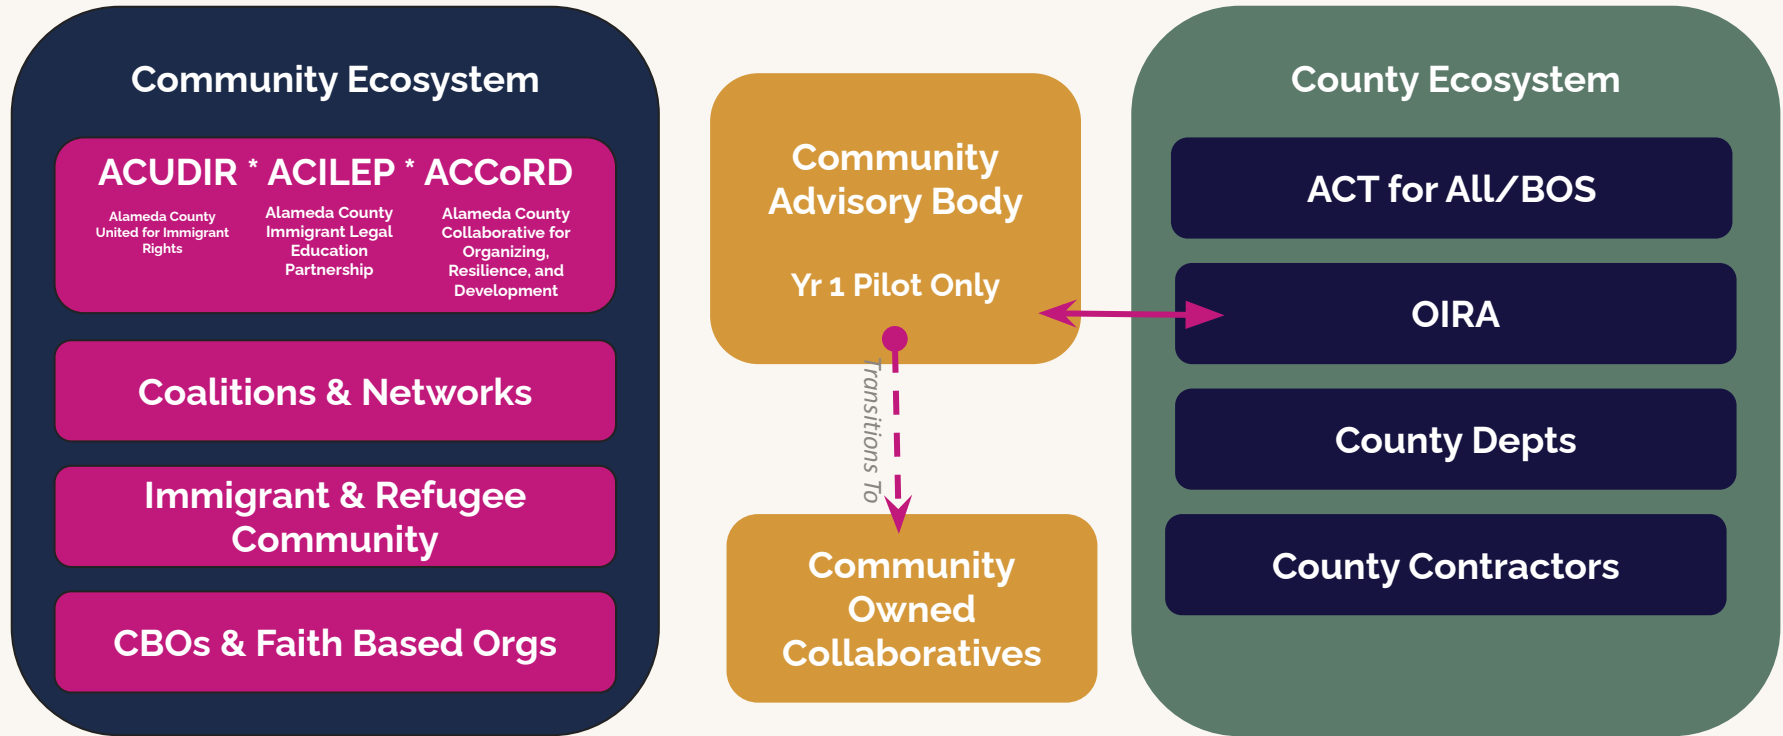 Community Ecosystem
ACUDIR * ACILEP * ACCoRD
Alameda County
United for Immigrant
Rights
Alameda County
Immigrant Legal
Education
Partnership
Alameda County
Collaborative for
Organizing,
Resilience, and
Development
Coalitions & Networks
Immigrant & Refugee
Community
CBOs & Faith Based Orgs
Community
Advisory Body
Yr 1 Pilot Only
Transitions To
Community
Owned
Collaboratives
County Ecosystem
ACT for All/BOS
OIRA
County Depts
County Contractors